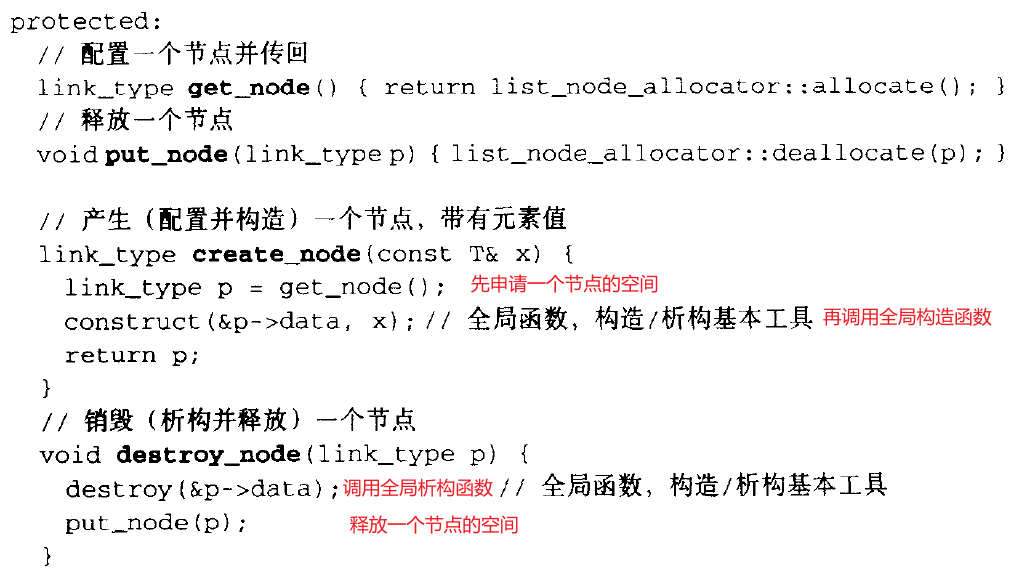 protected:
// 配置一个节点并传回
link_type get_node() { return list_node_allocator::allocate(); }
// 释放一个节点
void put_node(link_type p) { list_node_allocator::deallocate(p); }
// 产生（配置并构造）一个节点，带有元素值
link_type create_node(const T& x) {
link_type p = get_node(); 先申请一个节点的空间
construct(&p->data, x); // 全局函数，构造/析构基本工具 再调用全局构造函数
return p;
}
// 销毁（析构并释放）一个节点
void destroy_node(link_type p) {
destroy(&p->data); 调用全局析构函数 // 全局函数，构造/析构基本工具
put_node(p); 释放一个节点的空间
}